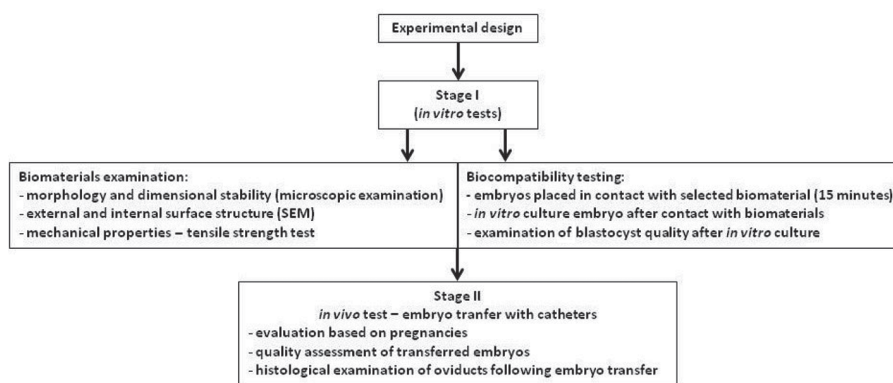 Experimental design
Stage I
(in vitro tests)
Biomaterials examination:
- morphology and dimensional stability (microscopic examination)
- external and internal surface structure (SEM)
- mechanical properties – tensile strength test
Biocompatibility testing:
- embryos placed in contact with selected biomaterial (15 minutes)
- in vitro culture embryo after contact with biomaterials
- examination of blastocyst quality after in vitro culture
Stage II
in vivo test – embryo tranfer with catheters
- evaluation based on pregnancies
- quality assessment of transferred embryos
- histological examination of oviducts following embryo transfer